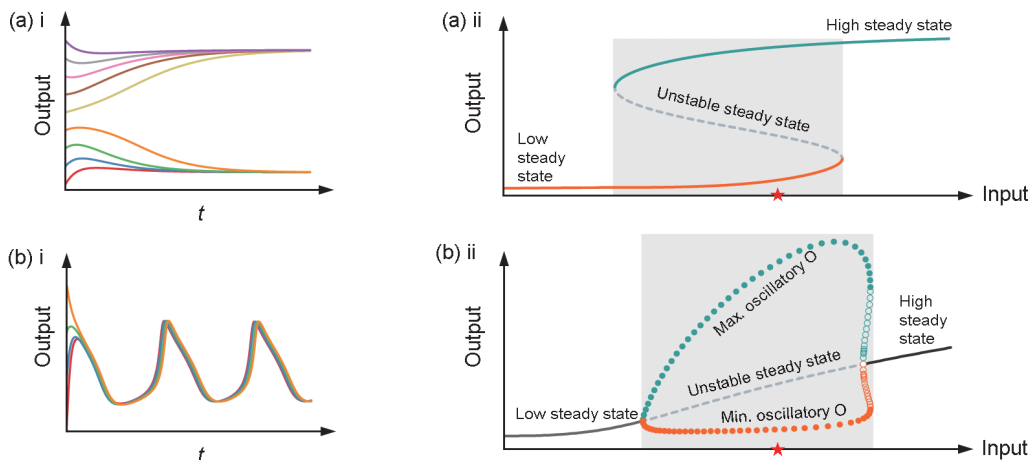 (a) i
Output
t
(a) ii
Output
High steady state
Unstable steady state
Low
steady
state
Input
(b) i
Output
t
(b) ii
Output
Max. oscillatory O
High
steady
state
Unstable steady state
Low steady state
Min. oscillatory O
Input